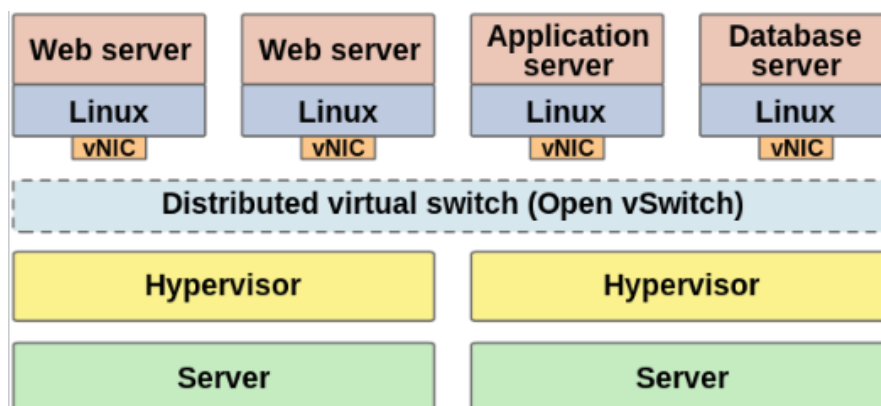 Web server
Web server
Application
server
Database
server
Linux
Linux
Linux
Linux
vNIC
vNIC
vNIC
vNIC
Distributed virtual switch (Open vSwitch)
Hypervisor
Hypervisor
Server
Server